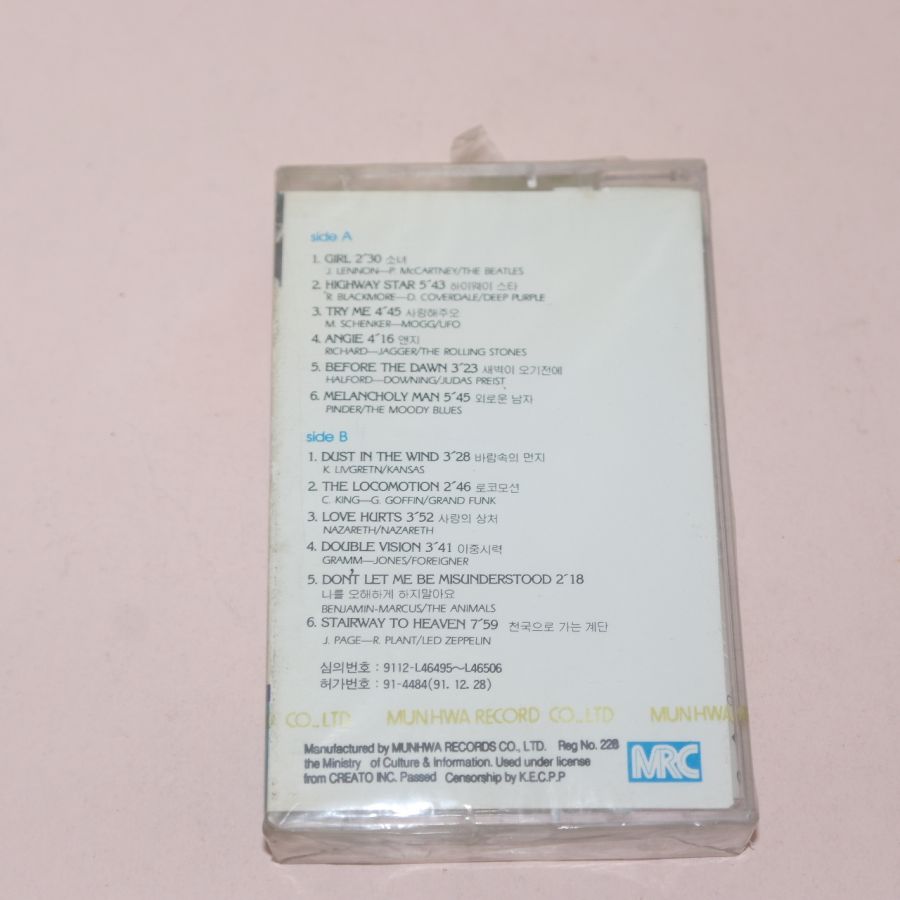 side A
1. GIRL 2´30 소녀
J. LENNON—P. McCARTNEY/THE BEATLES
2. HIGHWAY STAR 5´43 하이웨이 스타
R. BLACKMORE—D. COVERDALE/DEEP PURPLE
3. TRY ME 4´45 사랑해주오
M. SCHENKER—MOGG/UFO
4. ANGIE 4´16 앤지
RICHARD—JAGGER/THE ROLLING STONES
5. BEFORE THE DAWN 3´23 새벽이 오기전에
HALFORD—DOWNING/JUDAS PREIST
6. MELANCHOLY MAN 5´45 외로운 남자
PINDER/THE MOODY BLUES
side B
1. DUST IN THE WIND 3´28 바람속의 먼지
K. LIVGRETN/KANSAS
2. THE LOCOMOTION 2´46 로코모션
C. KING—G. GOFFIN/GRAND FUNK
3. LOVE HURTS 3´52 사랑의 상처
NAZARETH/NAZARETH
4. DOUBLE VISION 3´41 이중시력
GRAMM—JONES/FOREIGNER
5. DON'T LET ME BE MISUNDERSTOOD 2´18
나를 오해하게 하지말아요
BENJAMIN-MARCUS/THE ANIMALS
6. STAIRWAY TO HEAVEN 7´59 천국으로 가는 계단
J. PAGE—R. PLANT/LED ZEPPELIN
심의번호 : 9112-L46495~L46506
허가번호 : 91-4484(91. 12. 28)
CO., LTD MUNHWA RECORD CO., LTD MUNHWA
Manufactured by MUNHWA RECORDS CO., LTD. Reg No. 228
the Ministry of Culture & Information. Used under license
from CREATO INC. Passed Censorship by K.E.C.P.P
MRC